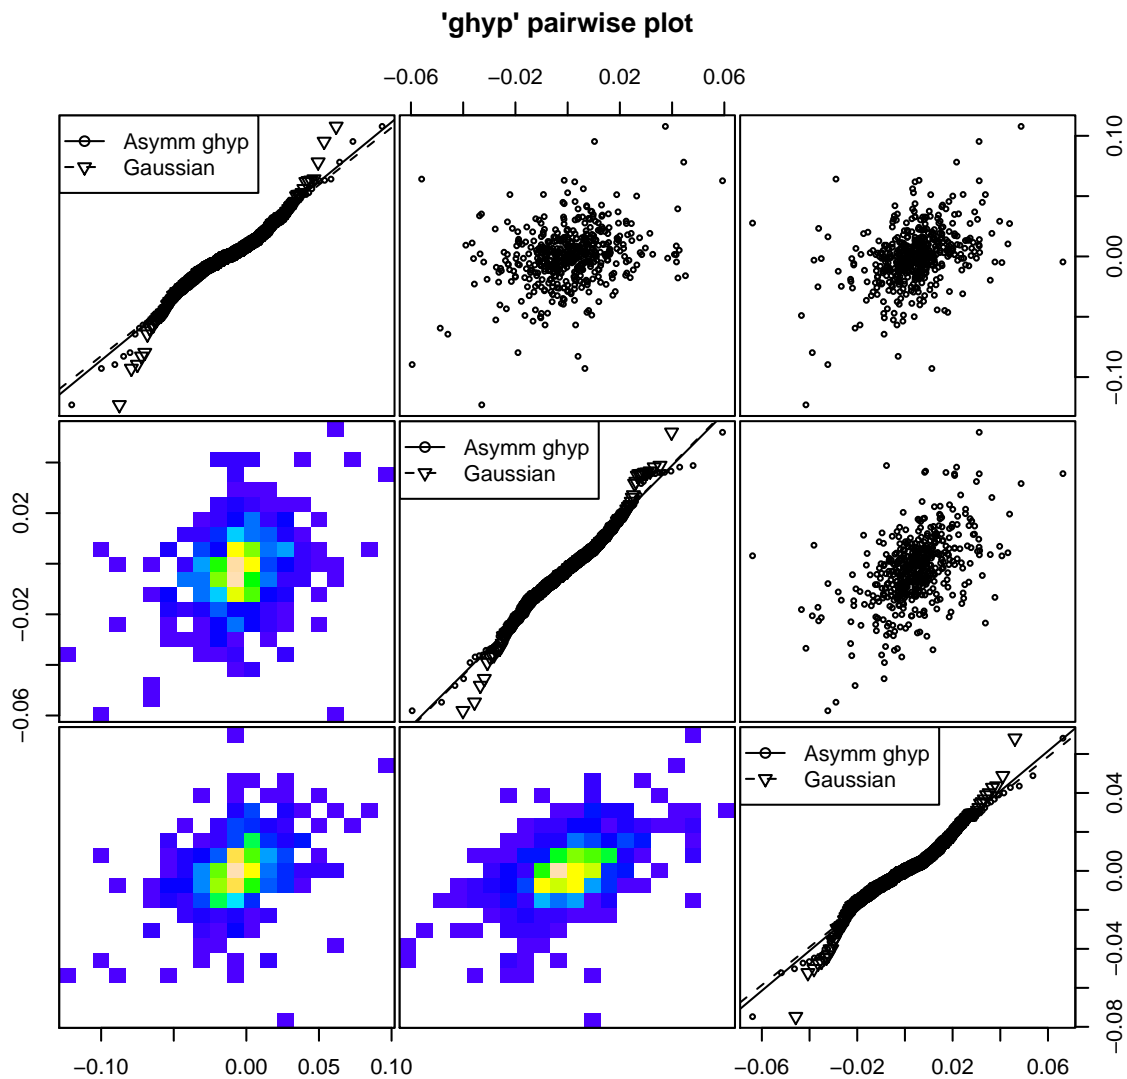 'ghyp' pairwise plot
−0.06 −0.02 0.02 0.06
Asymm ghyp
Gaussian
0.10
0.00
−0.10
Asymm ghyp
Gaussian
0.02
−0.02
−0.06
Asymm ghyp
Gaussian
0.04
0.00
−0.04
−0.08
−0.10 0.00 0.05 0.10 −0.06 −0.02 0.02 0.06